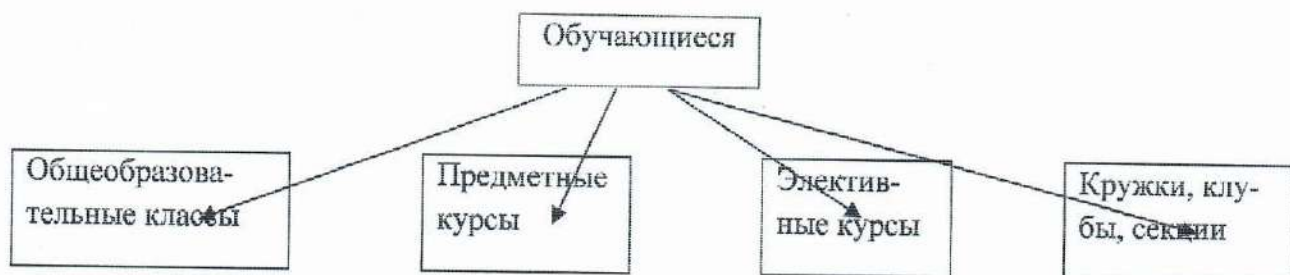 Обучающиеся
Общеобразова-
тельные классы
Предметные
курсы
Электив-
ные курсы
Кружки, клу-
бы, секции